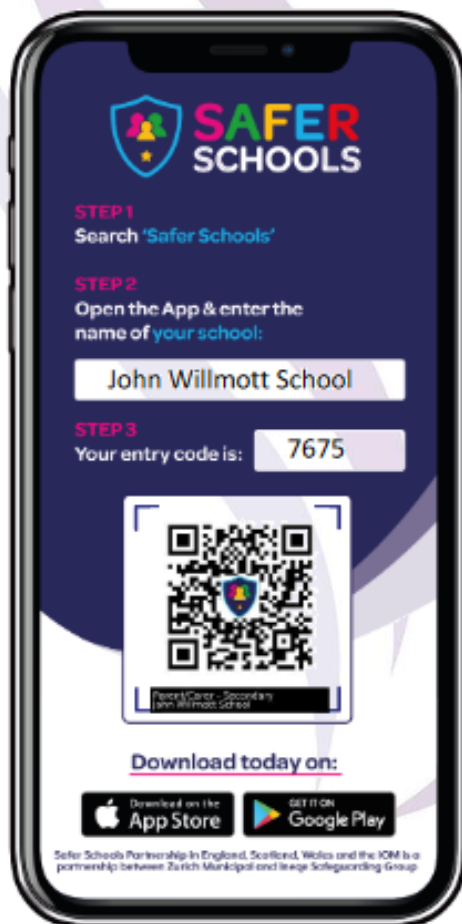 SAFER
SCHOOLS
STEP 1
Search 'Safer Schools'
STEP 2
Open the App & enter the
name of your school:
John Willmott School
STEP 3
Your entry code is:
7675
Parent/Carer - Secondary
John Willmott School
Download today on:
Download on the
App Store
GET IT ON
Google Play
Safer Schools Partnership in England, Scotland, Wales and the IOM is a
partnership between Zurich Municipal and Ineqe Safeguarding Group